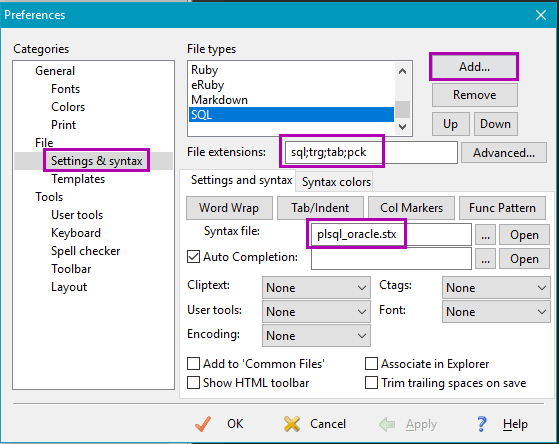 Preferences
Categories
General
Fonts
Colors
Print
File
Settings & syntax
Templates
Tools
User tools
Keyboard
Spell checker
Toolbar
Layout
File types
Ruby
eRuby
Markdown
SQL
Add...
Remove
Up Down
File extensions: sql;trg;tab;pck Advanced...
Settings and syntax Syntax colors
Word Wrap Tab/Indent Col Markers Func Pattern
Syntax file: plsql_oracle.stx ... Open
Auto Completion: ... Open
Cliptext: None Ctags: None
User tools: None Font: None
Encoding: None
Add to 'Common Files' Associate in Explorer
Show HTML toolbar Trim trailing spaces on save
OK Cancel Apply Help